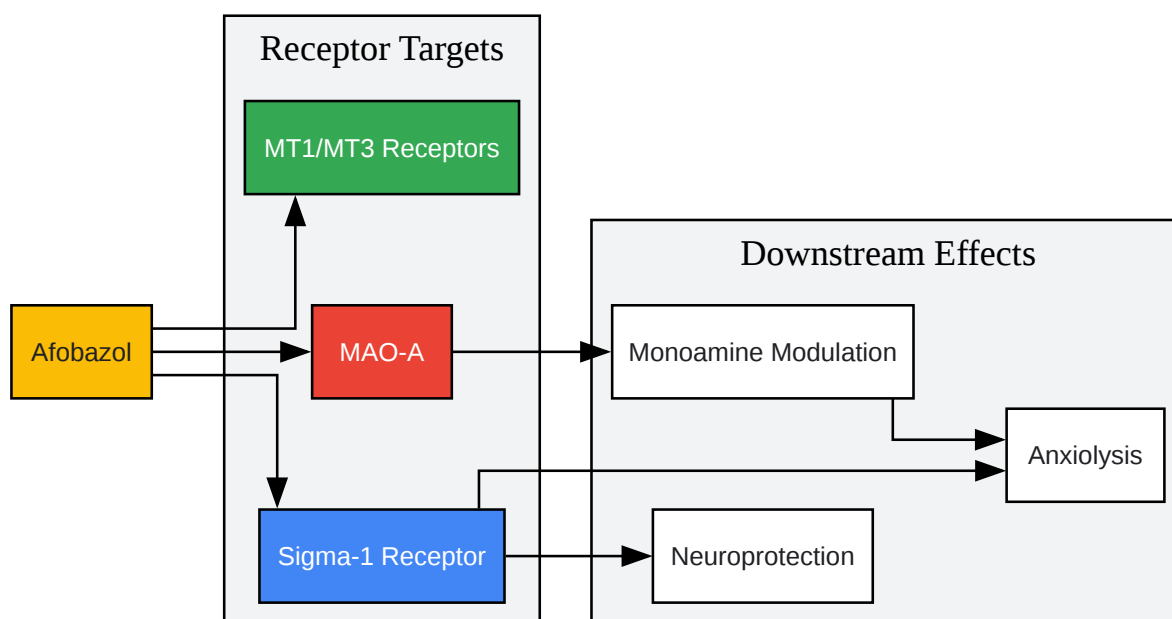 Receptor Targets
MT1/MT3 Receptors
Downstream Effects
Afobazol
MAO-A
Monoamine Modulation
Anxiolysis
Sigma-1 Receptor
Neuroprotection